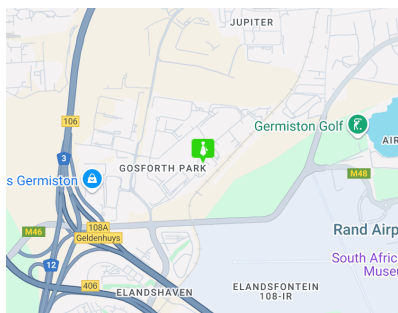 JUPITER
106
Germiston Golf
AIR
3
s Germiston
GOSFORTH PARK
M48
M46
108A
Geldenhuys
Rand Airp
12
South Afric
Museu
406
ELANDSHAVEN
ELANDSFONTEIN
108-IR